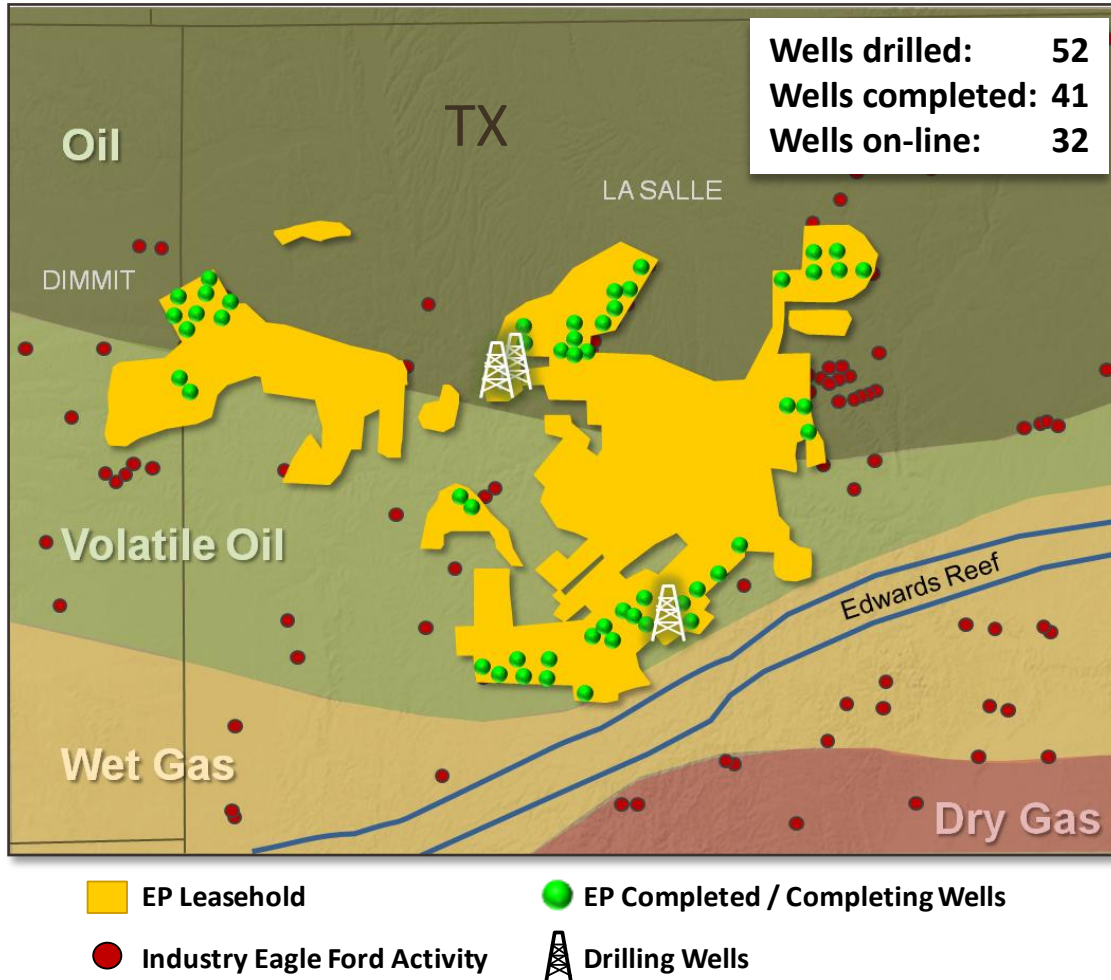 Wells drilled: 52
Wells completed: 41
Wells on-line: 32
TX
Oil
LA SALLE
DIMMIT
Volatile Oil
Edwards Reef
Wet Gas
Dry Gas
EP Leasehold
EP Completed / Completing Wells
Industry Eagle Ford Activity
Drilling Wells